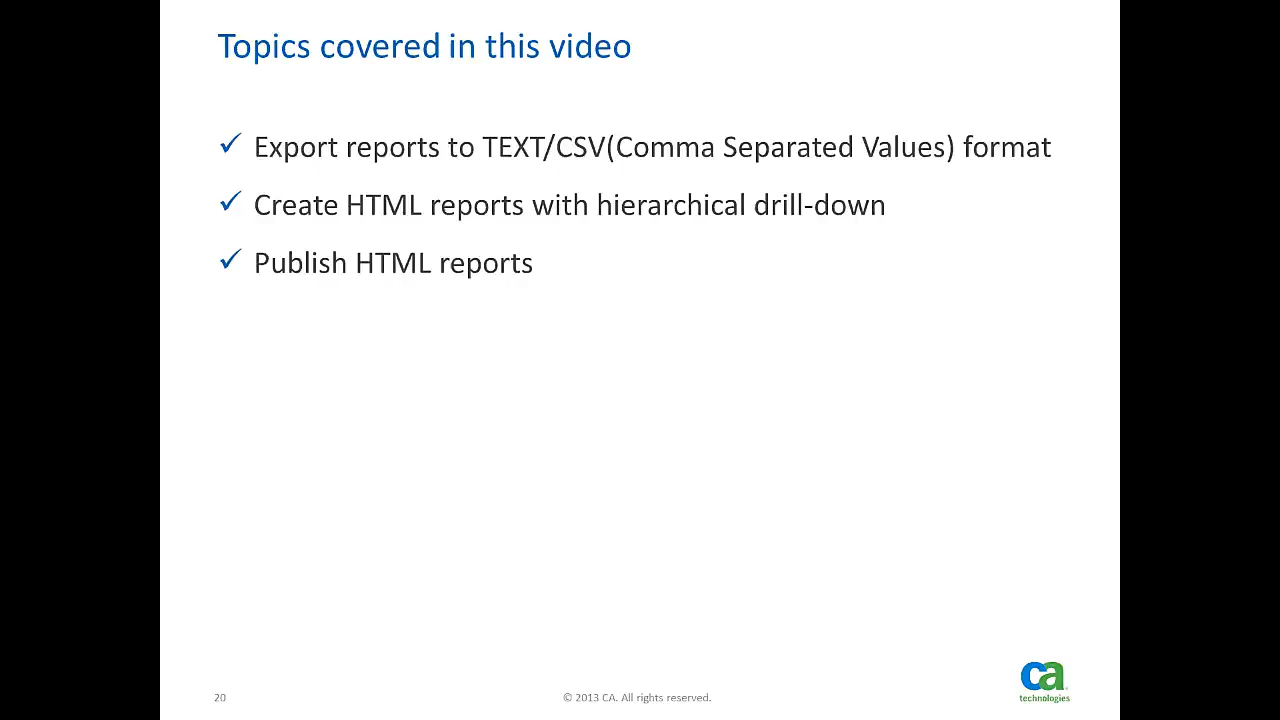 Topics covered in this video
✓ Export reports to TEXT/CSV(Comma Separated Values) format
✓ Create HTML reports with hierarchical drill-down
✓ Publish HTML reports
20
© 2013 CA. All rights reserved.
ca
technologies